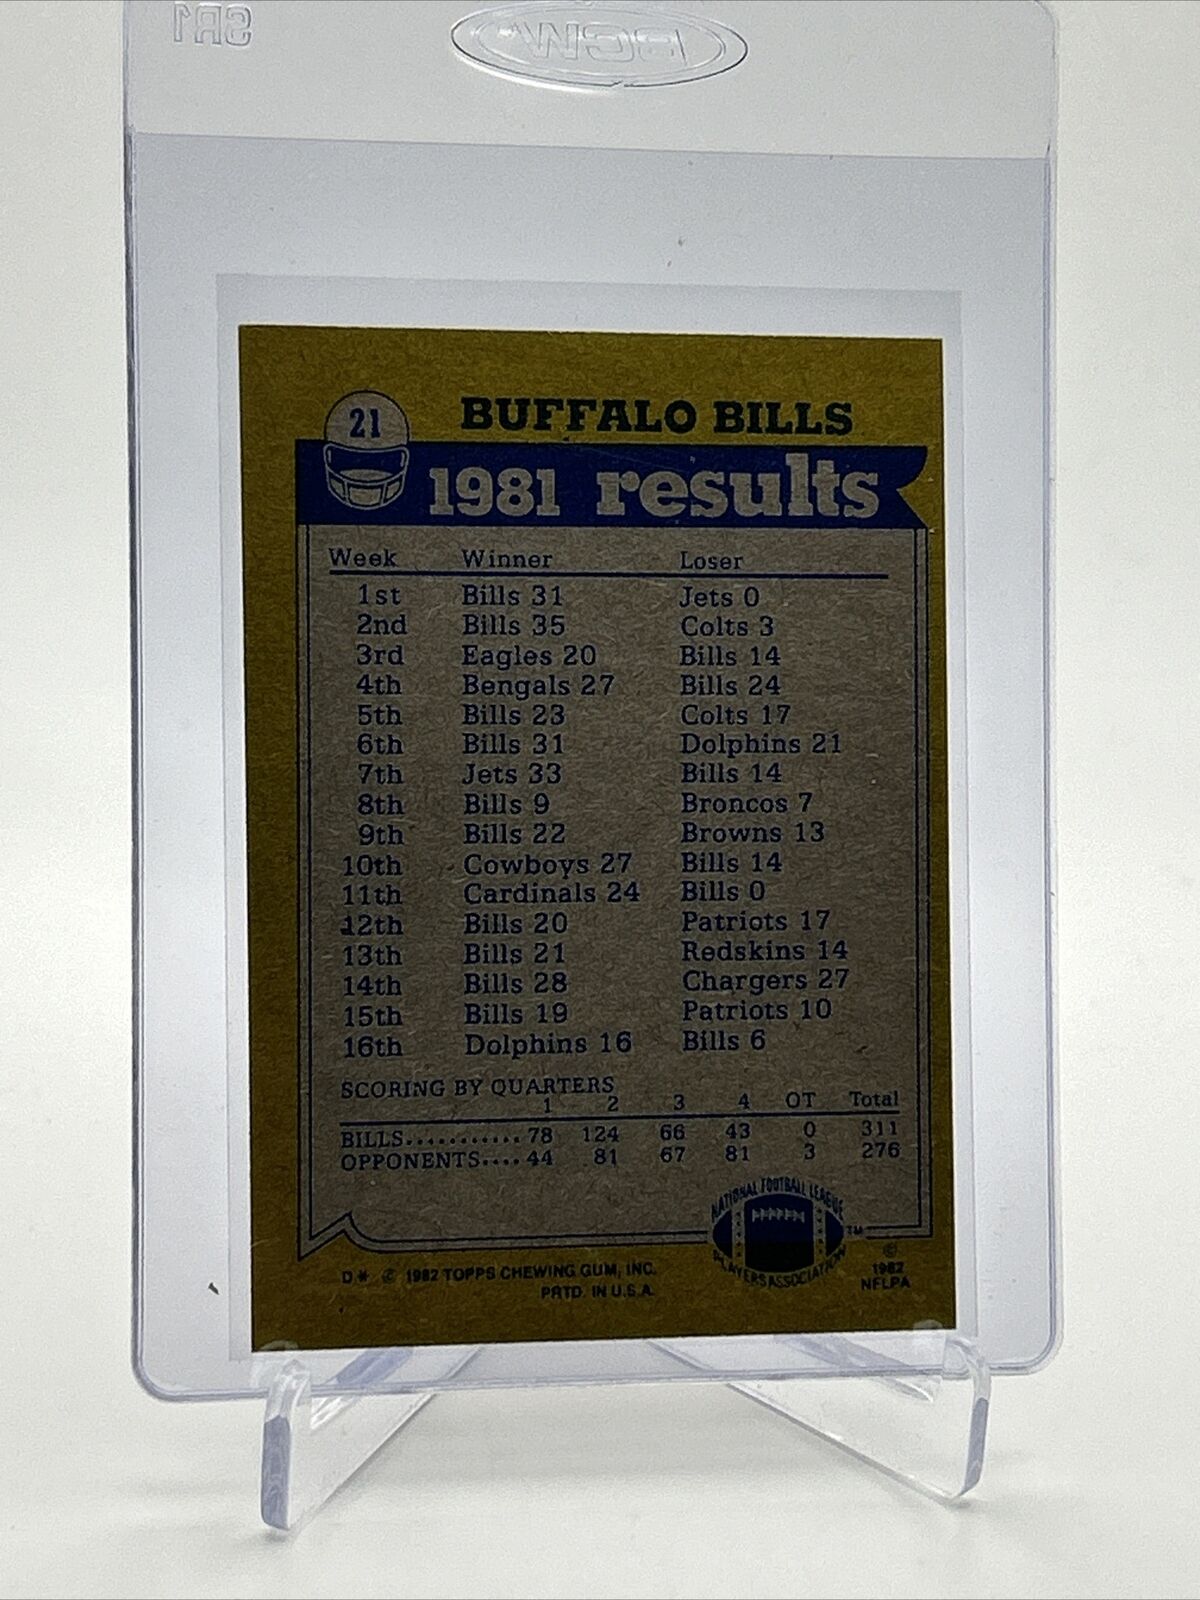 SR1
BCW
21
BUFFALO BILLS
1981 results
Week Winner Loser
1st Bills 31 Jets 0
2nd Bills 35 Colts 3
3rd Eagles 20 Bills 14
4th Bengals 27 Bills 24
5th Bills 23 Colts 17
6th Bills 31 Dolphins 21
7th Jets 33 Bills 14
8th Bills 9 Broncos 7
9th Bills 22 Browns 13
10th Cowboys 27 Bills 14
11th Cardinals 24 Bills 0
12th Bills 20 Patriots 17
13th Bills 21 Redskins 14
14th Bills 28 Chargers 27
15th Bills 19 Patriots 10
16th Dolphins 16 Bills 6
SCORING BY QUARTERS
1 2 3 4 OT Total
BILLS........... 78 124 66 43 0 311
OPPONENTS.... 44 81 67 81 3 276
NATIONAL FOOTBALL LEAGUE
PLAYERS ASSOCIATION
TM
D* © 1982 TOPPS CHEWING GUM, INC.
PRTD. IN U.S.A.
©
1982
NFLPA